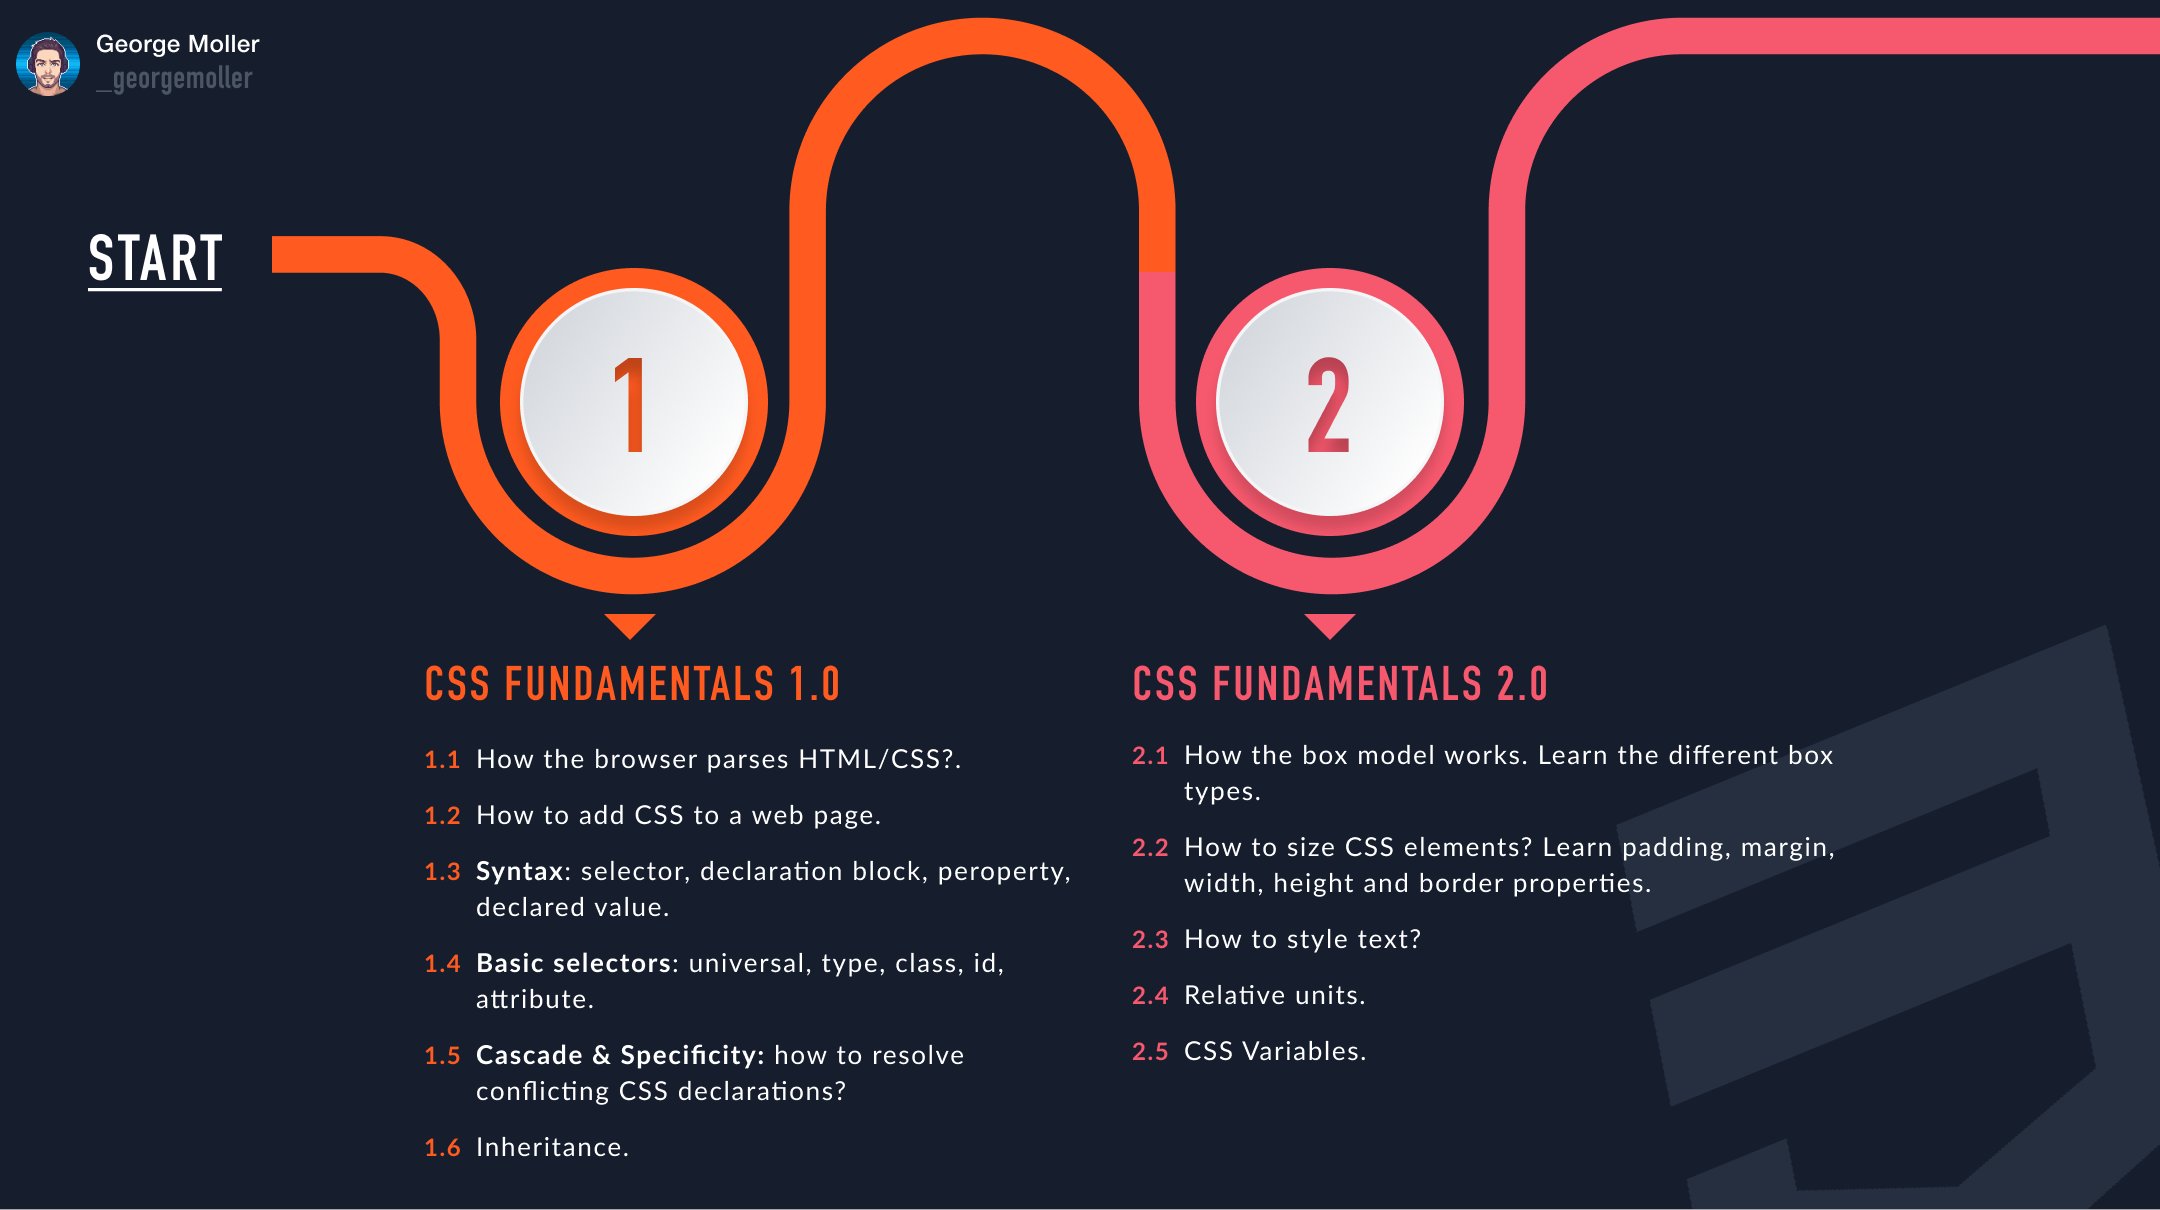 George Moller
_georgemoller
START
1
2
CSS FUNDAMENTALS 1.0
1.1 How the browser parses HTML/CSS?.
1.2 How to add CSS to a web page.
1.3 Syntax: selector, declaration block, peroperty,
declared value.
1.4 Basic selectors: universal, type, class, id,
attribute.
1.5 Cascade & Specificity: how to resolve
conflicting CSS declarations?
1.6 Inheritance.
CSS FUNDAMENTALS 2.0
2.1 How the box model works. Learn the different box
types.
2.2 How to size CSS elements? Learn padding, margin,
width, height and border properties.
2.3 How to style text?
2.4 Relative units.
2.5 CSS Variables.